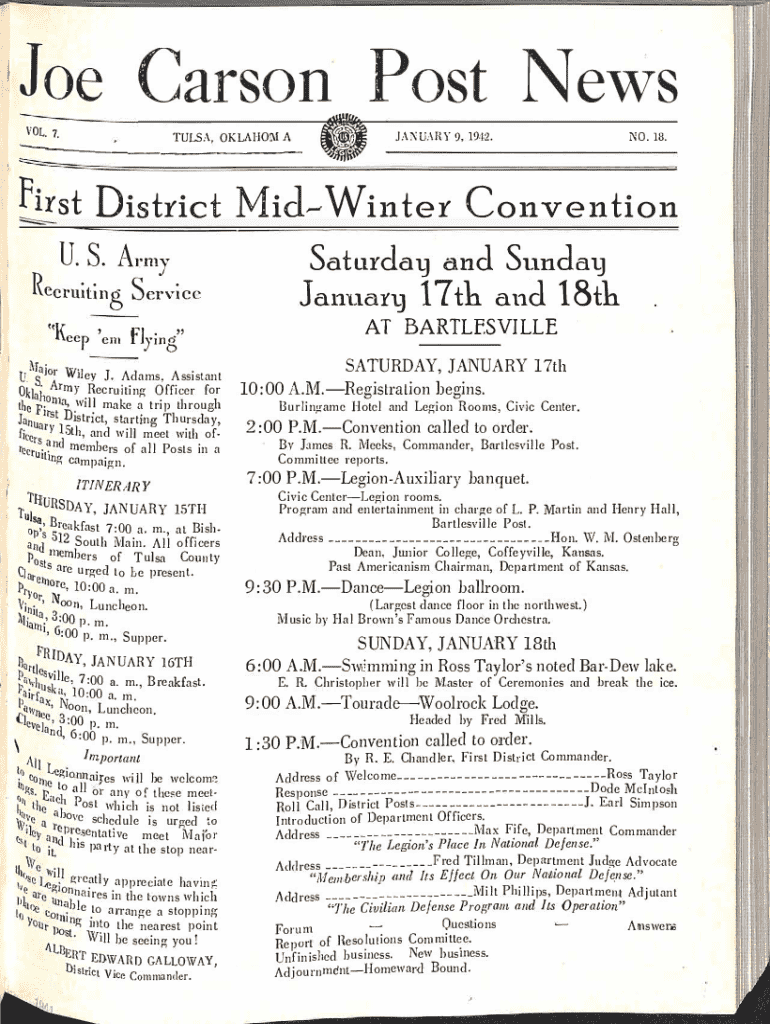 Joe Carson Post News
VOL. 7. TULSA, OKLAHOMA JANUARY 9, 1942. NO. 18.
First District Mid-Winter Convention
U. S. Army
Recruiting Service
"Keep 'em Flying"
Major Wiley J. Adams, Assistant
U. S. Army Recruiting Officer for
Oklahoma, will make a trip through
the First District, starting Thursday,
January 15th, and will meet with of-
ficers and members of all Posts in a
recruiting campaign.
ITINERARY
THURSDAY, JANUARY 15TH
Tulsa, Breakfast 7:00 a. m., at Bish-
op's 512 South Main. All officers
and members of Tulsa County
Posts are urged to be present.
Claremore, 10:00 a. m.
Pryor, Noon, Luncheon.
Vinita, 3:00 p. m.
Miami, 6:00 p. m., Supper.
FRIDAY, JANUARY 16TH
Bartlesville, 7:00 a. m., Breakfast.
Pawhuska, 10:00 a. m.
Fairfax, Noon, Luncheon.
Pawnee, 3:00 p. m.
Cleveland, 6:00 p. m., Supper.
Important
All Legionnaires will be welcome
to come to all or any of these meet-
ings. Each Post which is not listed
on the above schedule is urged to
have a representative meet Major
Wiley and his party at the stop near-
est to it.
We will greatly appreciate having
those Legionnaires in the towns which
we are unable to arrange a stopping
place coming into the nearest point
to your post. Will be seeing you!
ALBERT EDWARD GALLOWAY,
District Vice Commander.
Saturday and Sunday
January 17th and 18th
AT BARTLESVILLE
SATURDAY, JANUARY 17th
10:00 A.M.—Registration begins.
Burlingame Hotel and Legion Rooms, Civic Center.
2:00 P.M.—Convention called to order.
By James R. Meeks, Commander, Bartlesville Post.
Committee reports.
7:00 P.M.—Legion-Auxiliary banquet.
Civic Center—Legion rooms.
Program and entertainment in charge of L. P. Martin and Henry Hall,
Bartlesville Post.
Address --------------------------------Hon. W. M. Ostenberg
Dean, Junior College, Coffeyville, Kansas.
Past Americanism Chairman, Department of Kansas.
9:30 P.M.—Dance—Legion ballroom.
(Largest dance floor in the northwest.)
Music by Hal Brown's Famous Dance Orchestra.
SUNDAY, JANUARY 18th
6:00 A.M.—Swimming in Ross Taylor's noted Bar-Dew lake.
E. R. Christopher will be Master of Ceremonies and break the ice.
9:00 A.M.—Tourade—Woolrock Lodge.
Headed by Fred Mills.
1:30 P.M.—Convention called to order.
By R. E. Chandler, First District Commander.
Address of Welcome------------------------------Ross Taylor
Response -------------------------------------Dode McIntosh
Roll Call, District Posts------------------------J. Earl Simpson
Introduction of Department Officers.
Address ---------------------Max Fife, Department Commander
"The Legion's Place In National Defense."
Address ----------------Fred Tillman, Department Judge Advocate
"Membership and Its Effect On Our National Defense."
Address ---------------------Milt Phillips, Department Adjutant
"The Civilian Defense Program and Its Operation"
Forum — Questions — Answers
Report of Resolutions Committee.
Unfinished business. New business.
Adjournment—Homeward Bound.